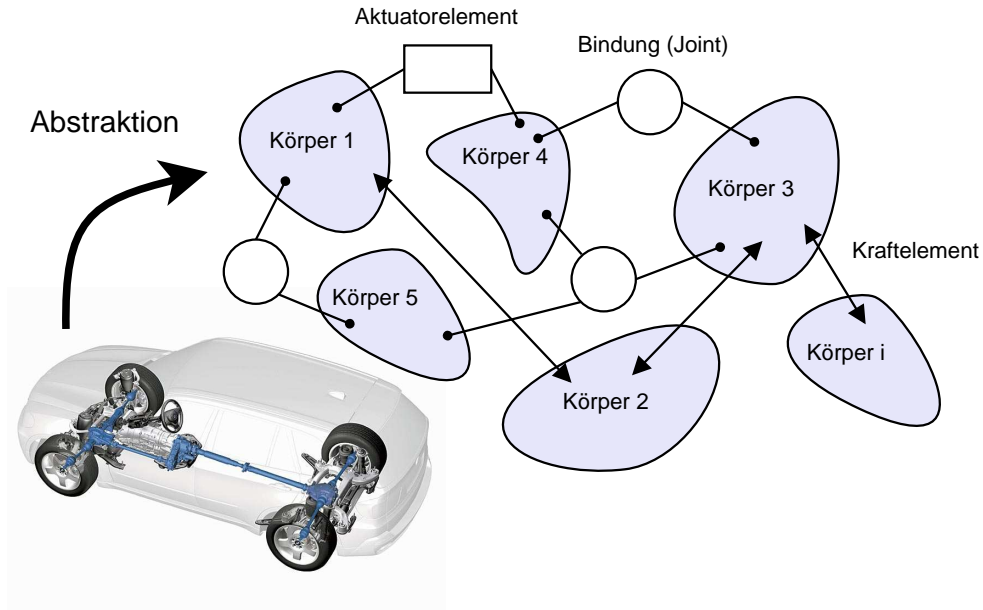 Aktuatorelement
Bindung (Joint)
Abstraktion
Körper 1
Körper 4
Körper 3
Kraftelement
Körper 5
Körper i
Körper 2